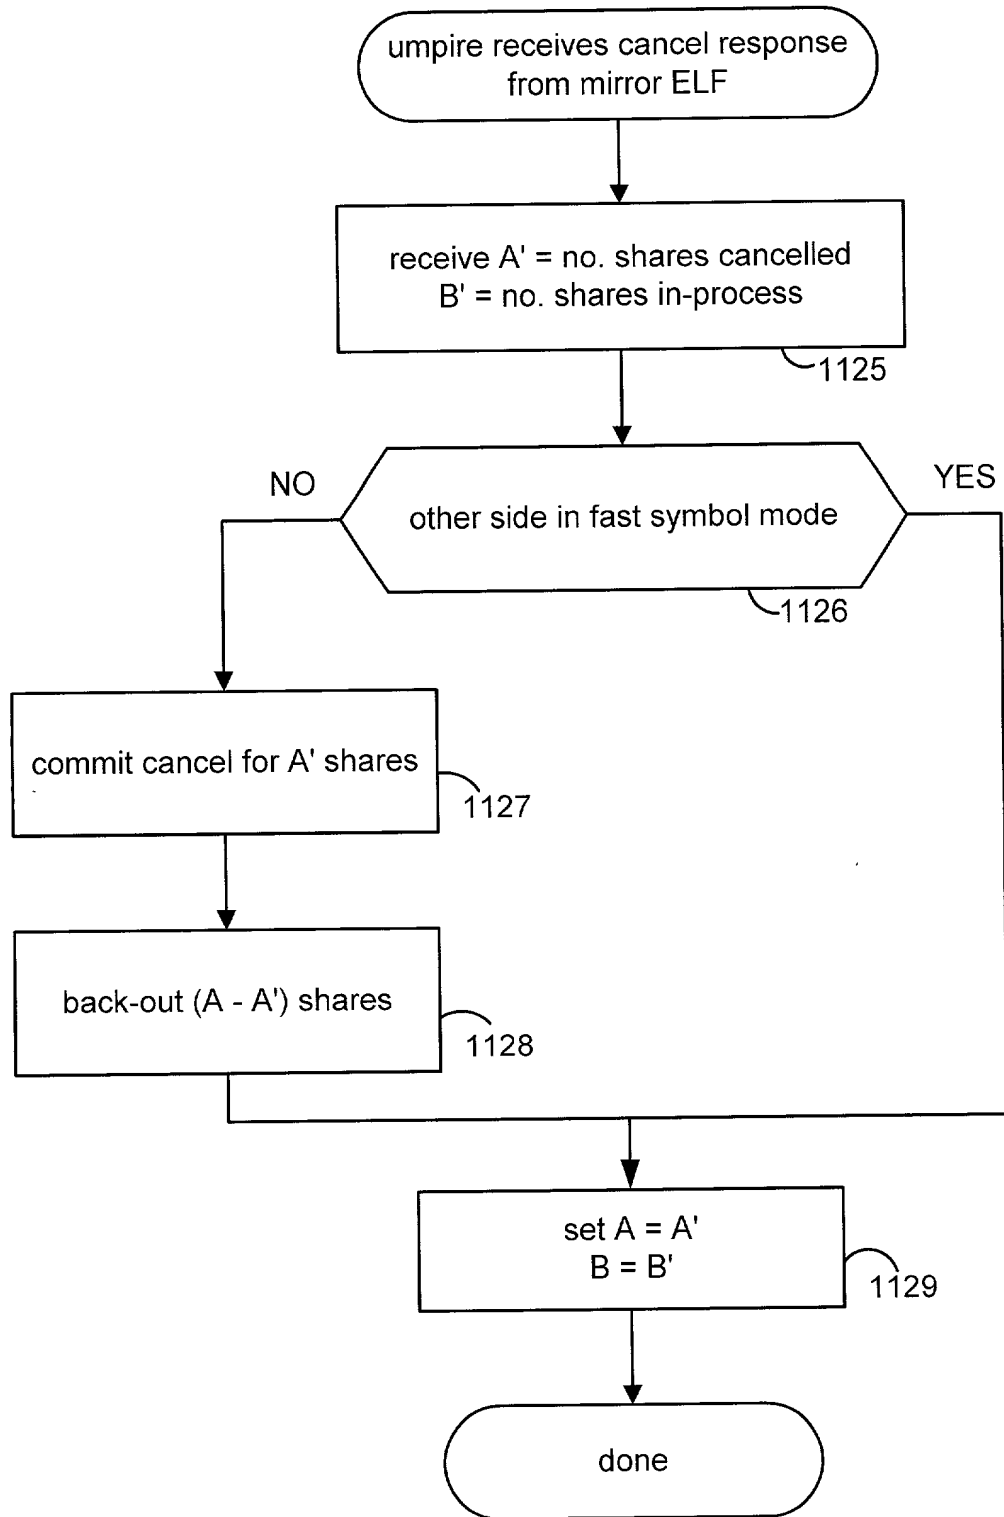 umpire receives cancel response
from mirror ELF
receive A' = no. shares cancelled
B' = no. shares in-process
1125
NO
YES
other side in fast symbol mode
1126
commit cancel for A' shares
1127
back-out (A - A') shares
1128
set A = A'
B = B'
1129
done